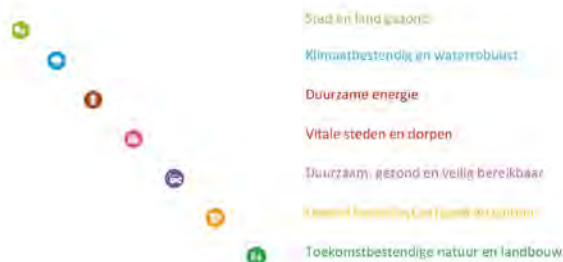 Stad en land gezond
Klimaatbestendig en waterrobuust
Duurzame energie
Vitale steden en dorpen
Duurzaam, gezond en veilig bereikbaar
Toekomstbestendige natuur en landbouw